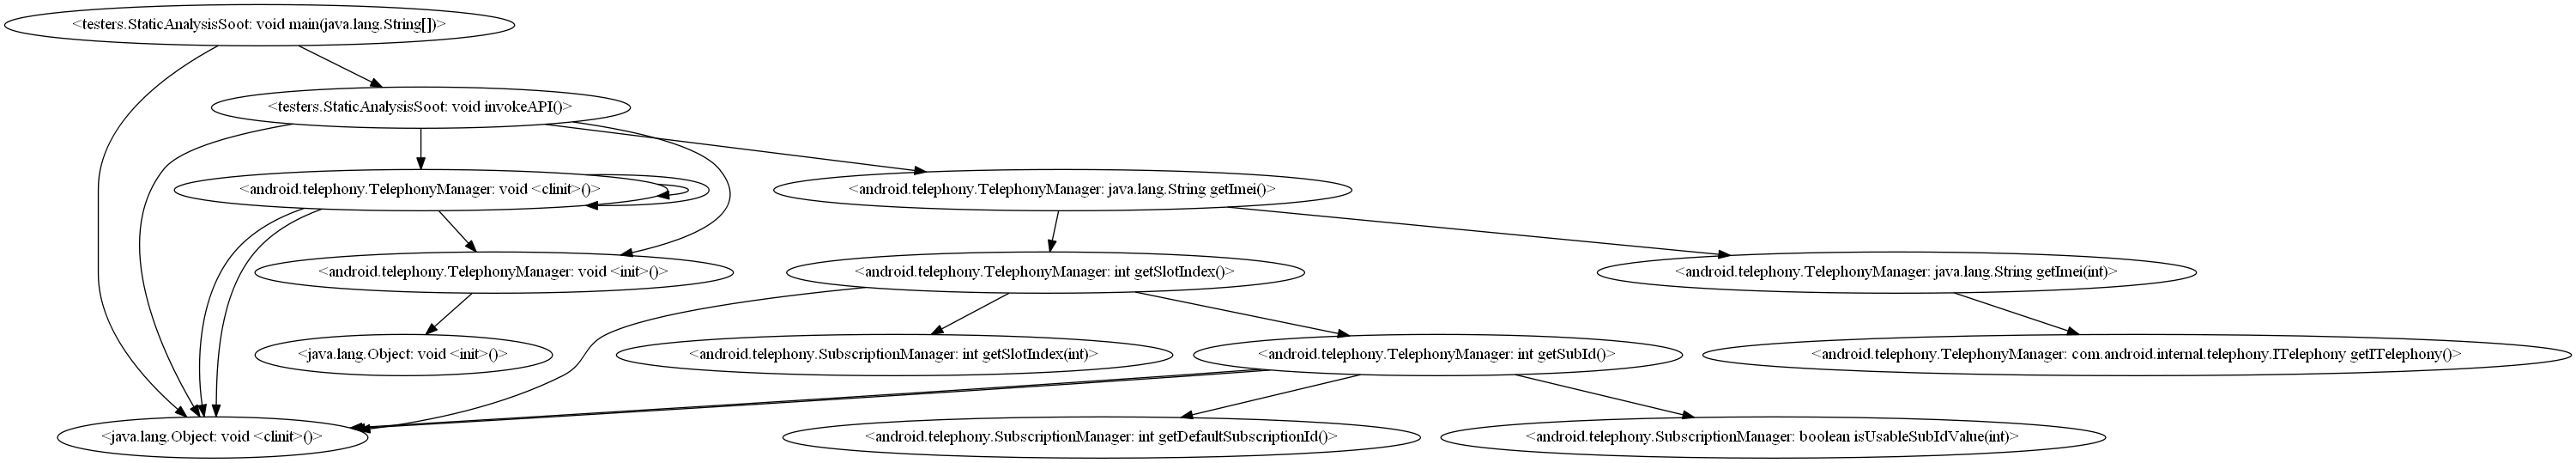 <testers.StaticAnalysisSoot: void main(java.lang.String[])>
<testers.StaticAnalysisSoot: void invokeAPI()>
<android.telephony.TelephonyManager: void <clinit>()>
<android.telephony.TelephonyManager: java.lang.String getImei()>
<android.telephony.TelephonyManager: void <init>()>
<android.telephony.TelephonyManager: int getSlotIndex()>
<android.telephony.TelephonyManager: java.lang.String getImei(int)>
<java.lang.Object: void <init>()>
<android.telephony.SubscriptionManager: int getSlotIndex(int)>
<android.telephony.TelephonyManager: int getSubId()>
<android.telephony.TelephonyManager: com.android.internal.telephony.ITelephony getITelephony()>
<java.lang.Object: void <clinit>()>
<android.telephony.SubscriptionManager: int getDefaultSubscriptionId()>
<android.telephony.SubscriptionManager: boolean isUsableSubIdValue(int)>